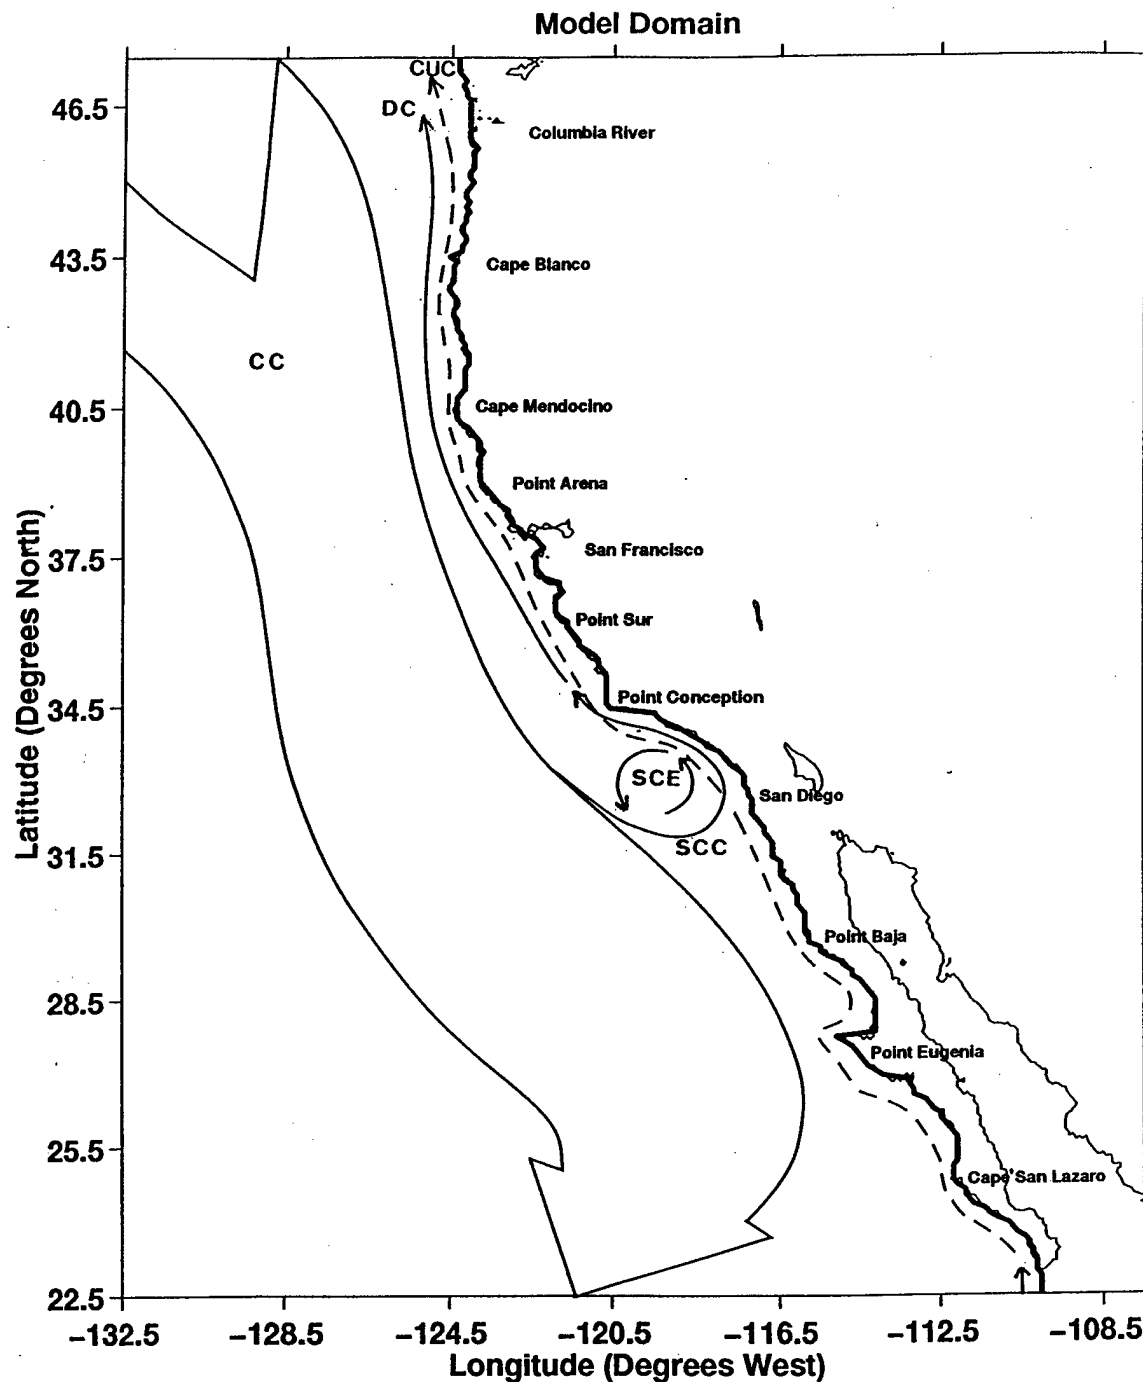 Model Domain
CUC
46.5
DC
Columbia River
43.5
Cape Blanco
CC
40.5
Cape Mendocino
Point Arena
37.5
San Francisco
Point Sur
34.5
Point Conception
SCE
San Diego
31.5
SCC
Point Baja
28.5
Point Eugenia
25.5
Cape San Lazaro
22.5
−132.5 −128.5 −124.5 −120.5 −116.5 −112.5 −108.5
Longitude (Degrees West)
Latitude (Degrees North)